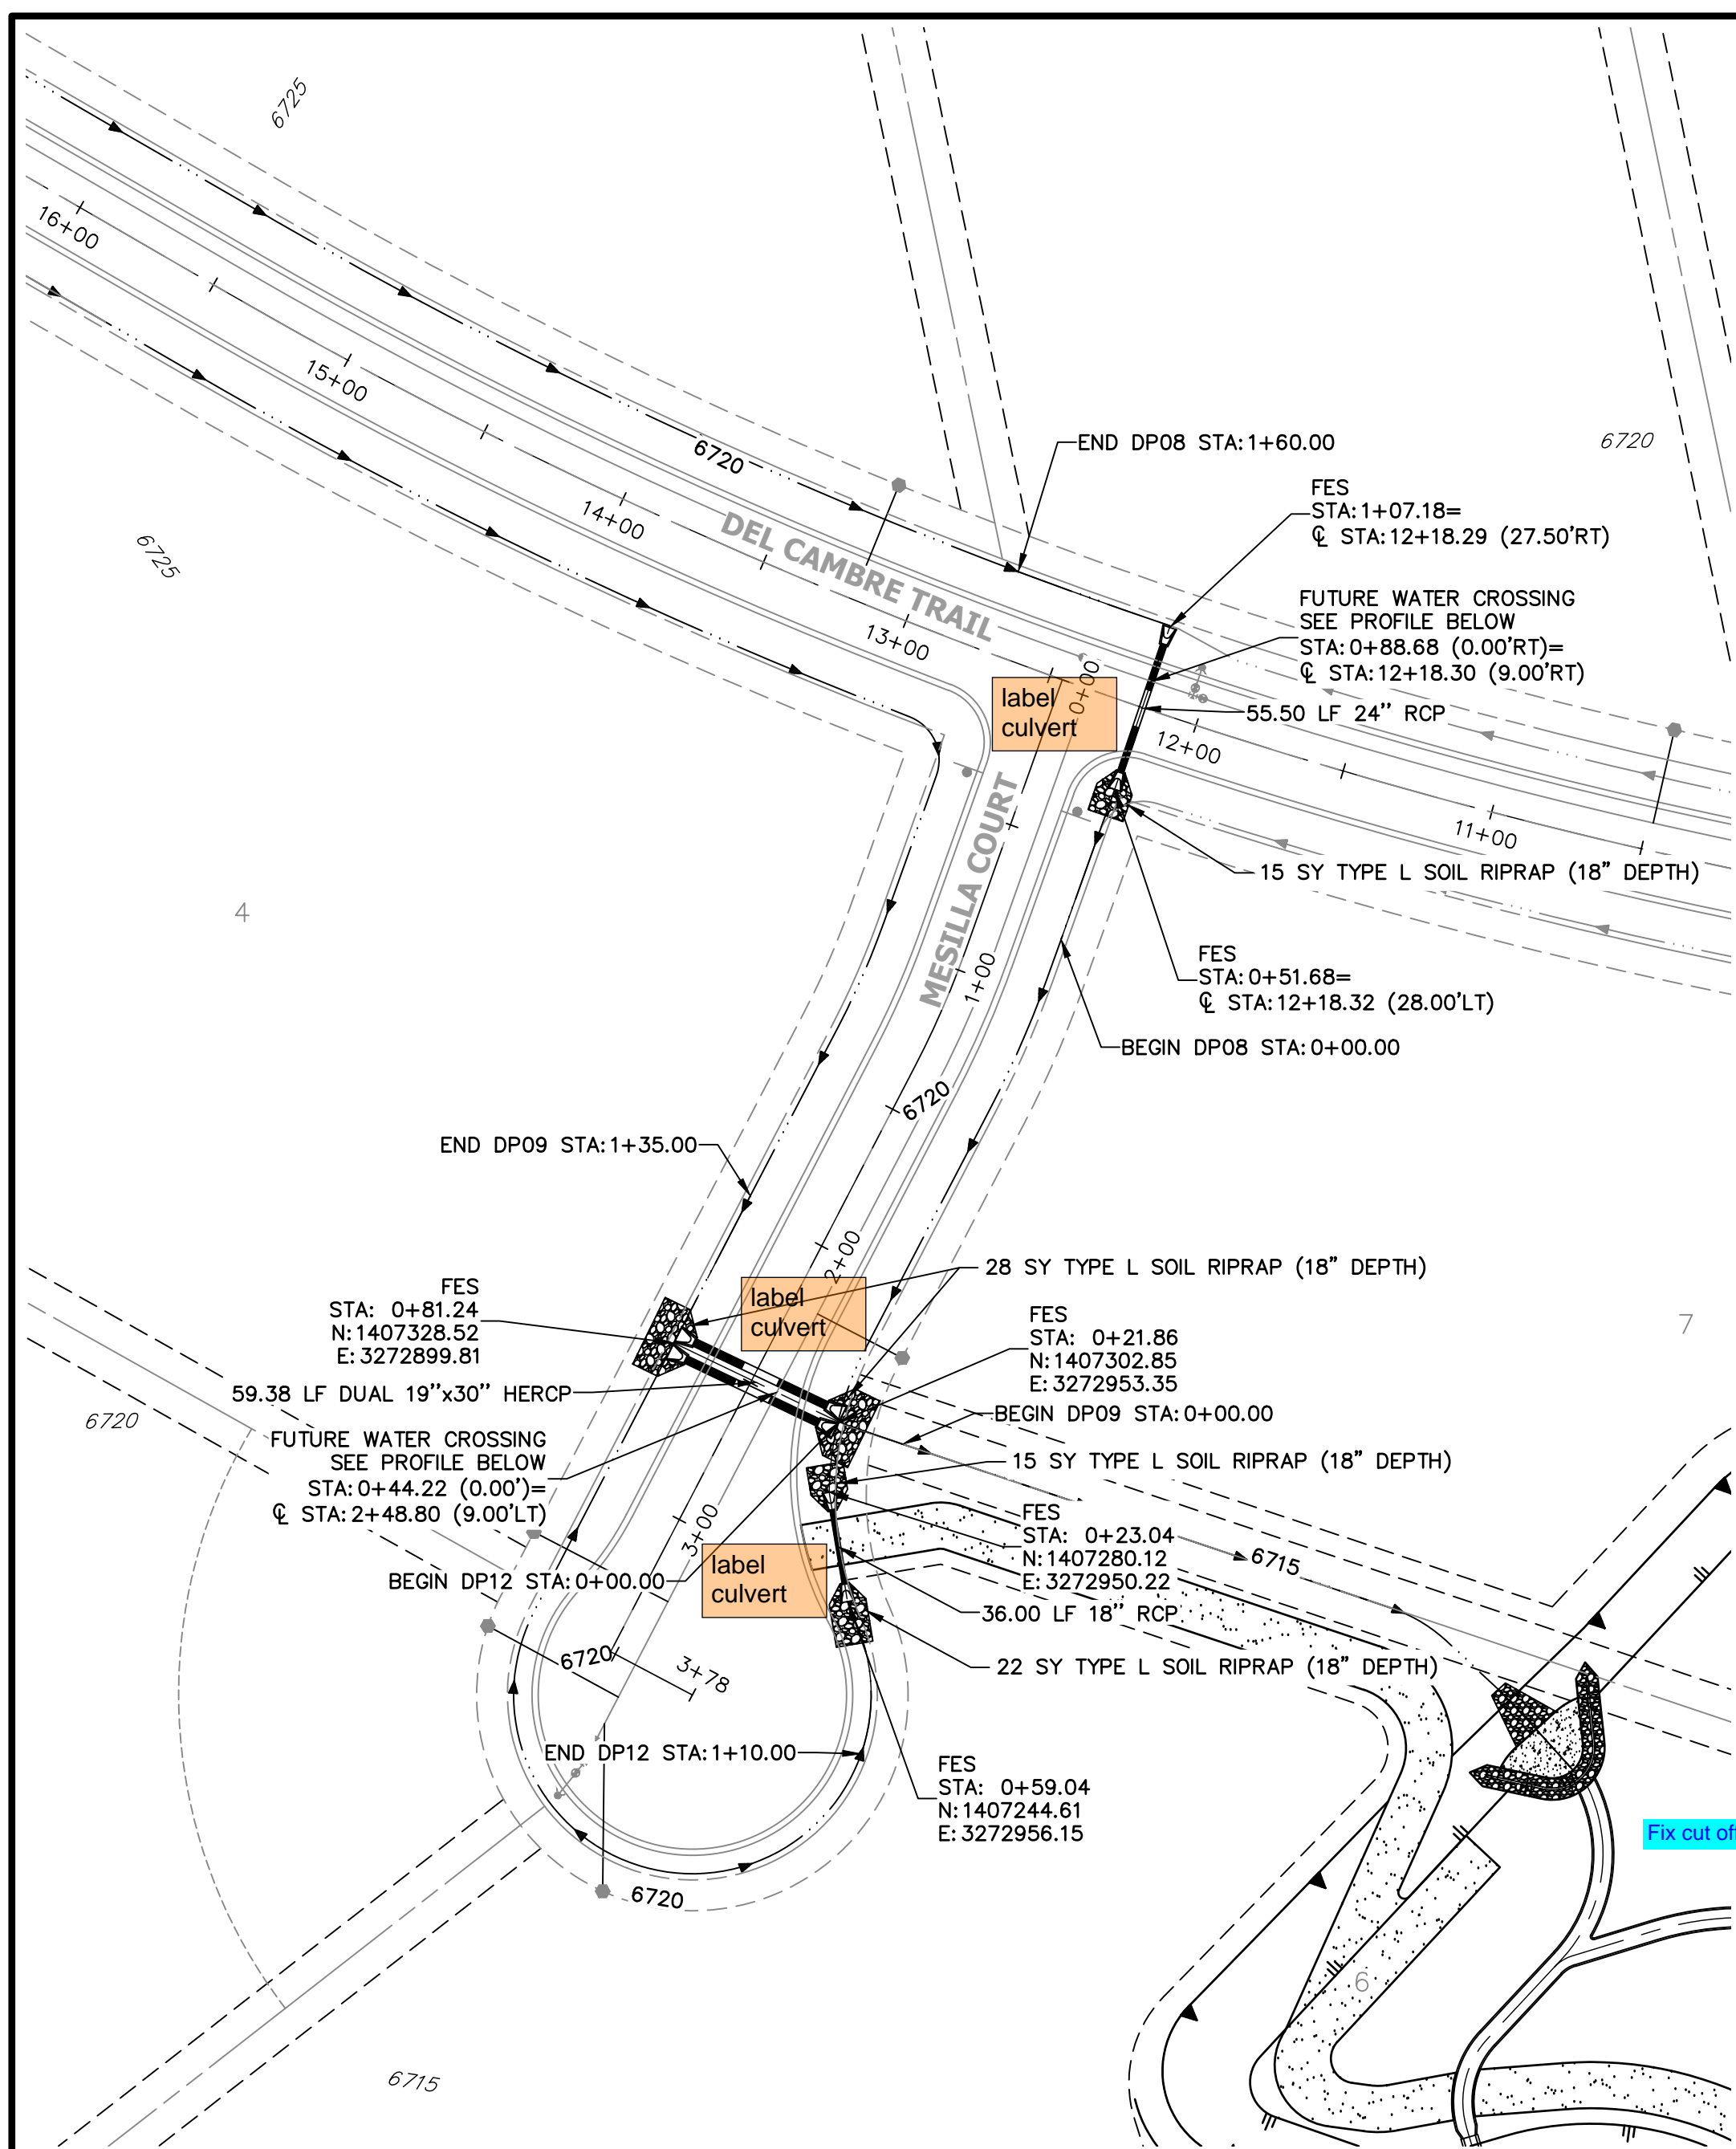 6725
16+00
15+00
6720
END DP08 STA:1+60.00
6720
FES
STA:1+07.18=
℄ STA:12+18.29 (27.50'RT)
14+00
DEL CAMBRE TRAIL
6725
FUTURE WATER CROSSING
SEE PROFILE BELOW
STA:0+88.68 (0.00'RT)=
℄ STA:12+18.30 (9.00'RT)
13+00
0+00
label
culvert
55.50 LF 24" RCP
12+00
11+00
MESILLA COURT
15 SY TYPE L SOIL RIPRAP (18" DEPTH)
4
1+00
FES
STA:0+51.68=
℄ STA:12+18.32 (28.00'LT)
BEGIN DP08 STA:0+00.00
6720
END DP09 STA:1+35.00
2+00
28 SY TYPE L SOIL RIPRAP (18" DEPTH)
FES
STA: 0+81.24
N:1407328.52
E:3272899.81
label
culvert
FES
STA: 0+21.86
N:1407302.85
E:3272953.35
7
59.38 LF DUAL 19"x30" HERCP
BEGIN DP09 STA:0+00.00
6720
FUTURE WATER CROSSING
SEE PROFILE BELOW
STA:0+44.22 (0.00')=
℄ STA:2+48.80 (9.00'LT)
15 SY TYPE L SOIL RIPRAP (18" DEPTH)
3+00
FES
STA: 0+23.04
N:1407280.12
E:3272950.22
6715
label
culvert
BEGIN DP12 STA:0+00.00
36.00 LF 18" RCP
6720
3+78
22 SY TYPE L SOIL RIPRAP (18" DEPTH)
END DP12 STA:1+10.00
FES
STA: 0+59.04
N:1407244.61
E:3272956.15
Fix cut of
6720
6
6715